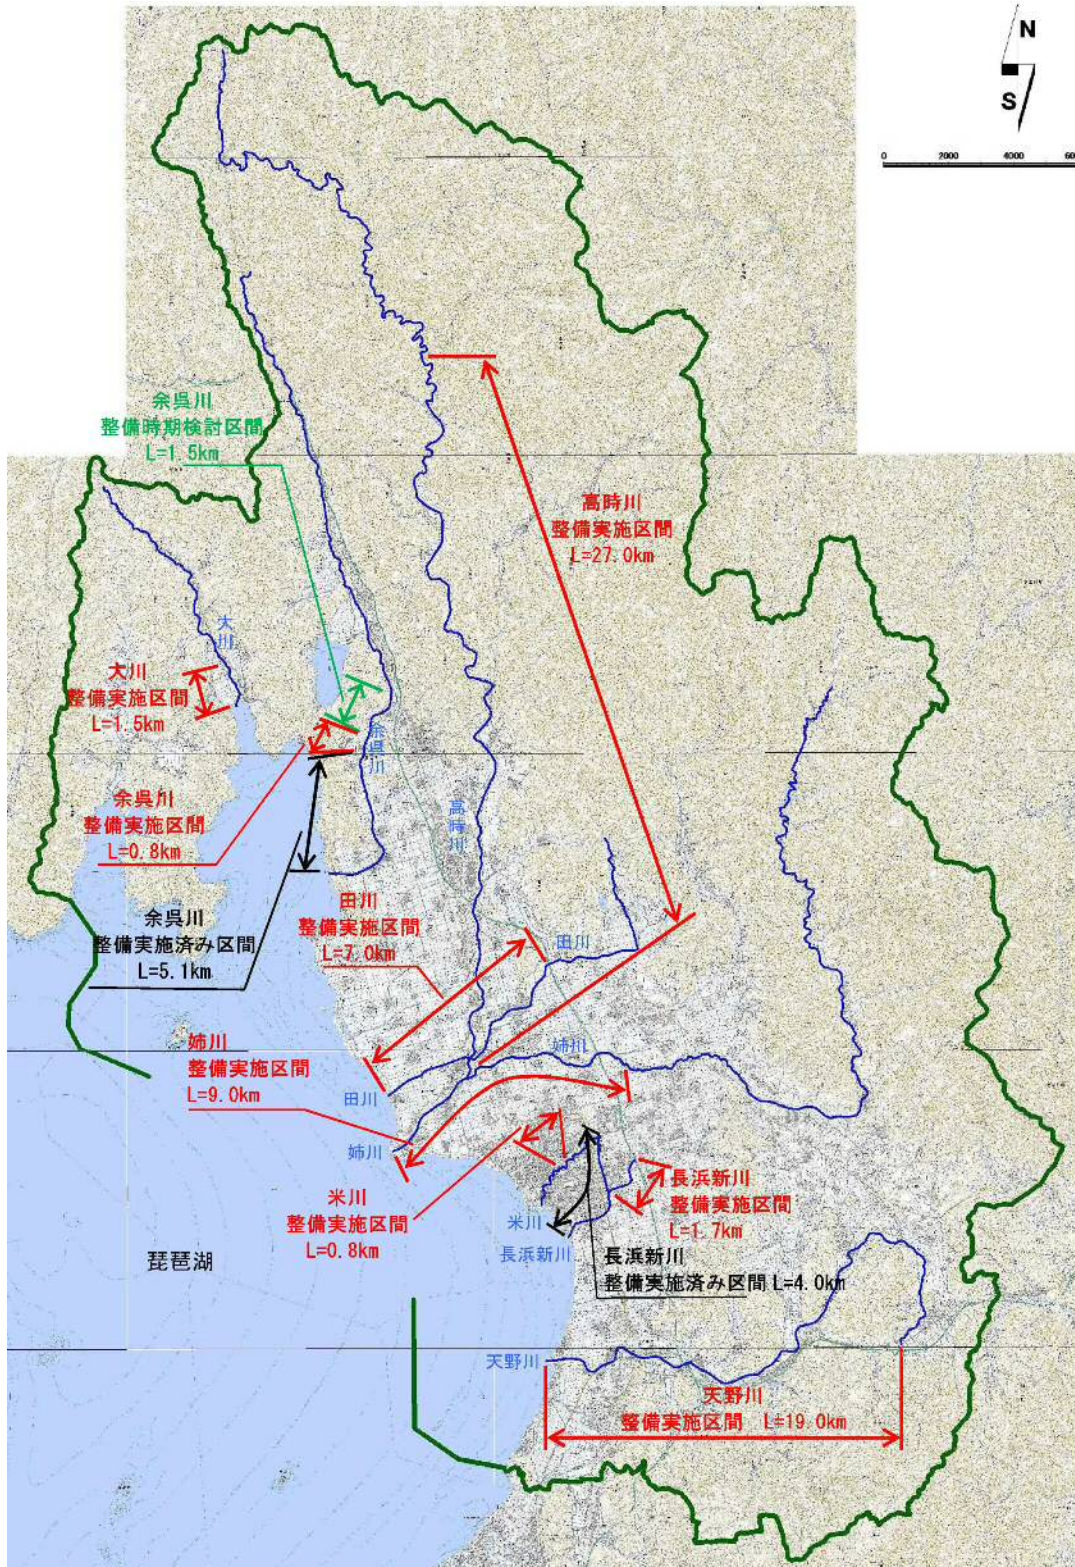 N
S
0 2000 4000 60
余呉川
整備時期検討区間
L=1.5km
高時川
整備実施区間
L=27.0km
大川
大川
整備実施区間
L=1.5km
余呉川
余呉川
整備実施区間
L=0.8km
高時川
余呉川
整備実施済み区間
L=5.1km
田川
整備実施区間
L=7.0km
田川
姉川
整備実施区間
L=9.0km
姉川
田川
姉川
米川
整備実施区間
L=0.8km
長浜新川
整備実施区間
L=1.7km
米川
長浜新川
長浜新川
整備実施済み区間 L=4.0km
琵琶湖
天野川
天野川
整備実施区間 L=19.0km